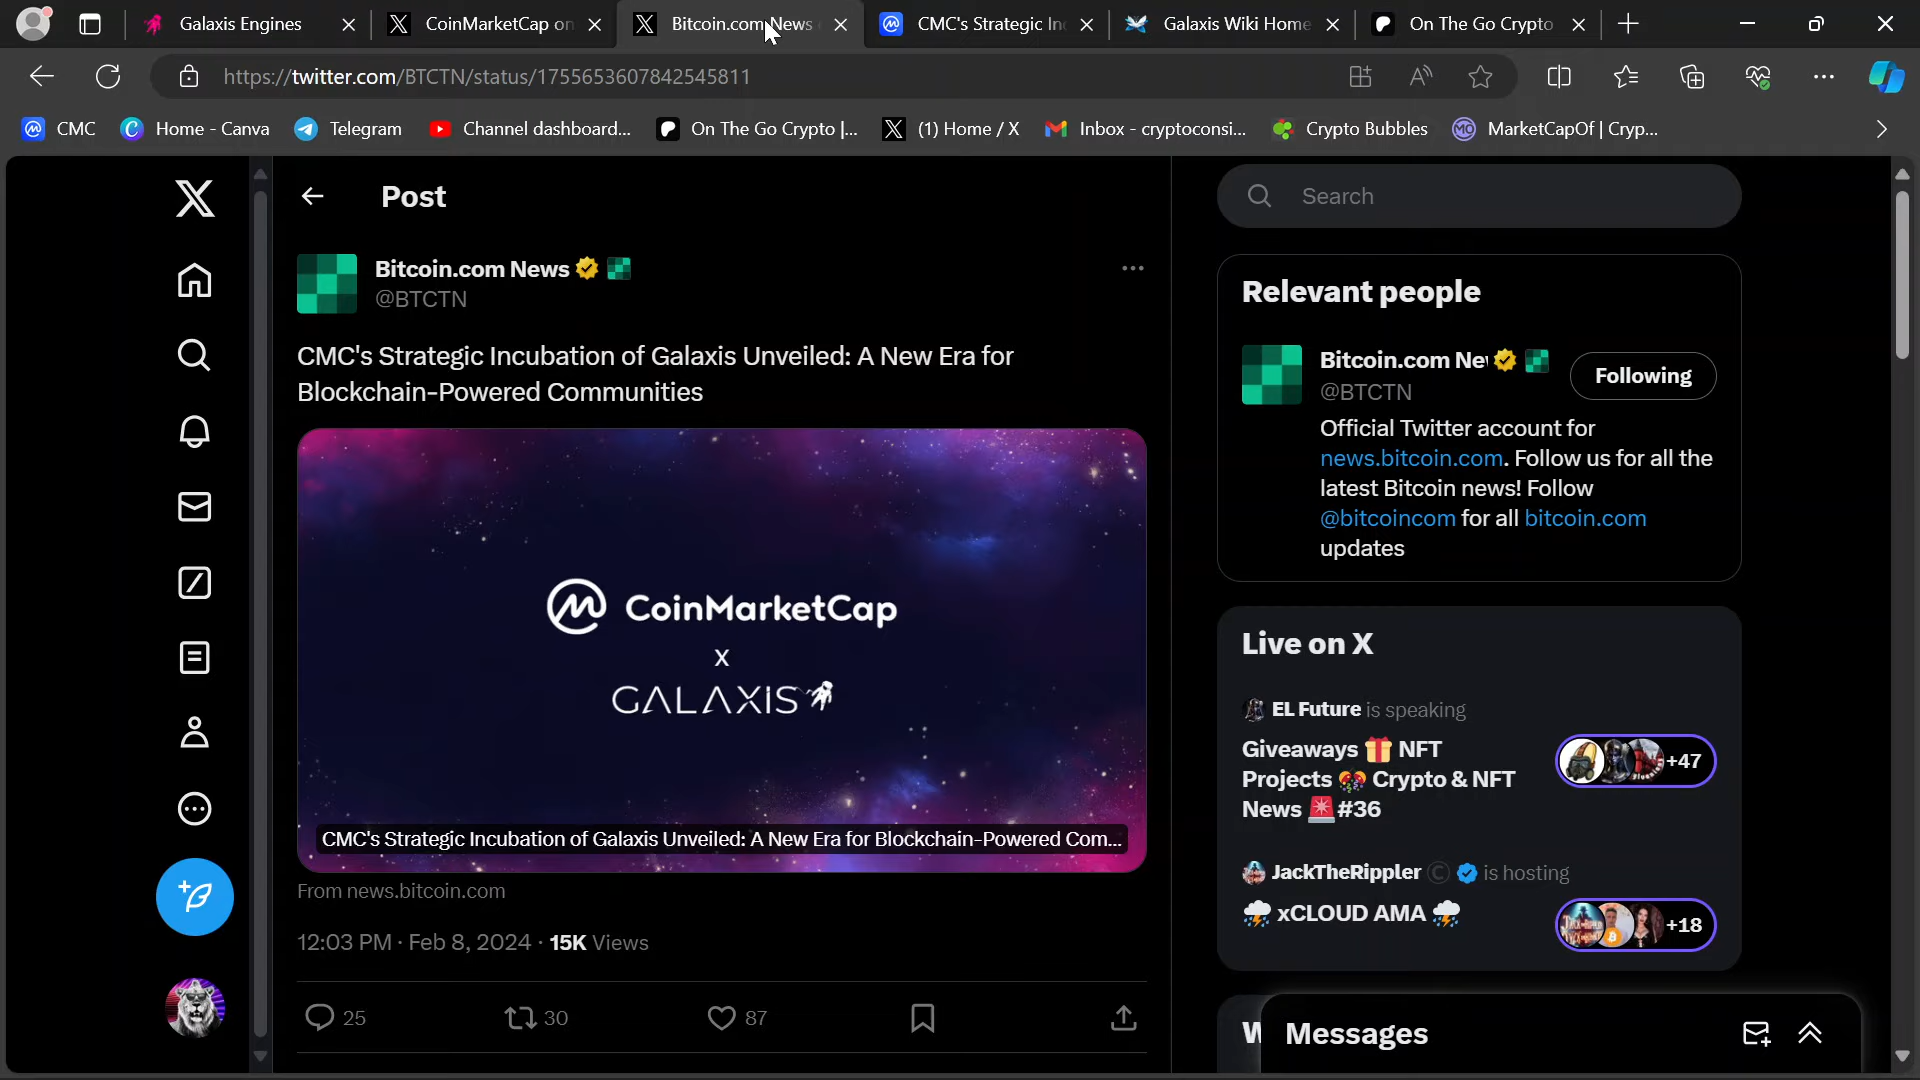 Galaxis Engines
CoinMarketCap on
Bitcoin.com News
CMC's Strategic In
Galaxis Wiki Home
On The Go Crypto
https://twitter.com/BTCTN/status/1755653607842545811
CMC
Home - Canva
Telegram
Channel dashboard...
On The Go Crypto |...
(1) Home / X
Inbox - cryptoconsi...
Crypto Bubbles
MarketCapOf | Cryp...
Post
Bitcoin.com News
@BTCTN
CMC's Strategic Incubation of Galaxis Unveiled: A New Era for
Blockchain-Powered Communities
CoinMarketCap
X
GALAXIS
CMC's Strategic Incubation of Galaxis Unveiled: A New Era for Blockchain-Powered Com...
From news.bitcoin.com
12:03 PM · Feb 8, 2024 · 15K Views
25
30
87
Search
Relevant people
Bitcoin.com Ne
Following
@BTCTN
Official Twitter account for
news.bitcoin.com. Follow us for all the
latest Bitcoin news! Follow
@bitcoincom for all bitcoin.com
updates
Live on X
EL Future is speaking
Giveaways 🎁 NFT
Projects 🎊 Crypto & NFT
News 🚨 #36
+47
JackTheRippler © is hosting
⛈️ xCLOUD AMA ⛈️
+18
Messages